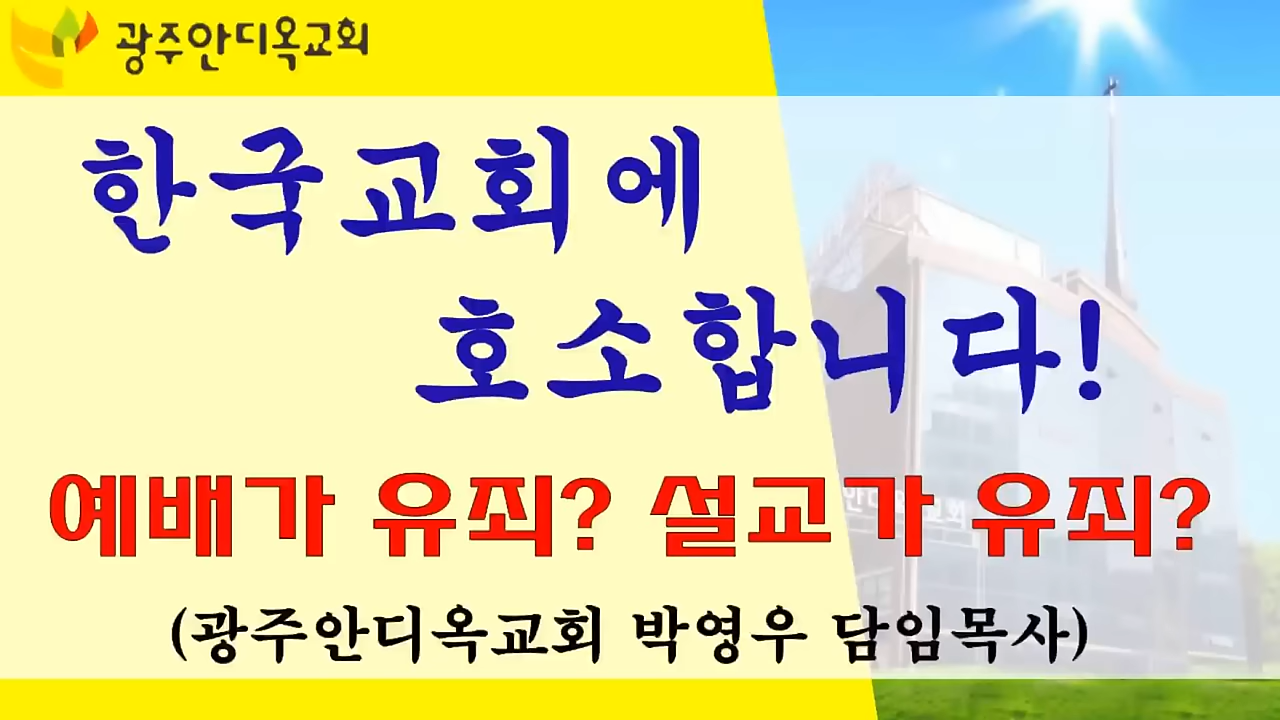 광주안디옥교회
한국교회에
호소합니다!
예배가 유죄? 설교가 유죄?
(광주안디옥교회 박영우 담임목사)